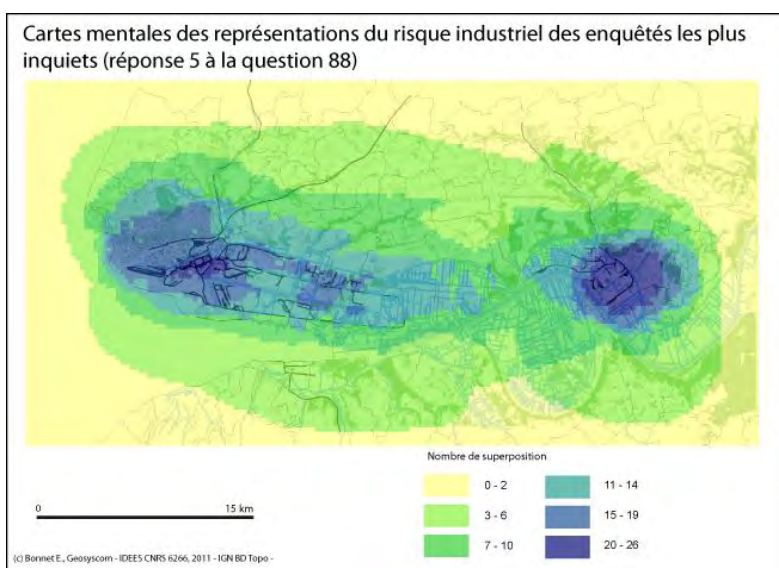 Cartes mentales des représentations du risque industriel des enquêtés les plus
inquiets (réponse 5 à la question 88)
Nombre de superposition
0 - 2
11 - 14
3 - 6
15 - 19
7 - 10
20 - 26
0
15 km
(c) Bonnet E., Geosyscom - IDEES CNRS 6266, 2011 - IGN BD Topo -